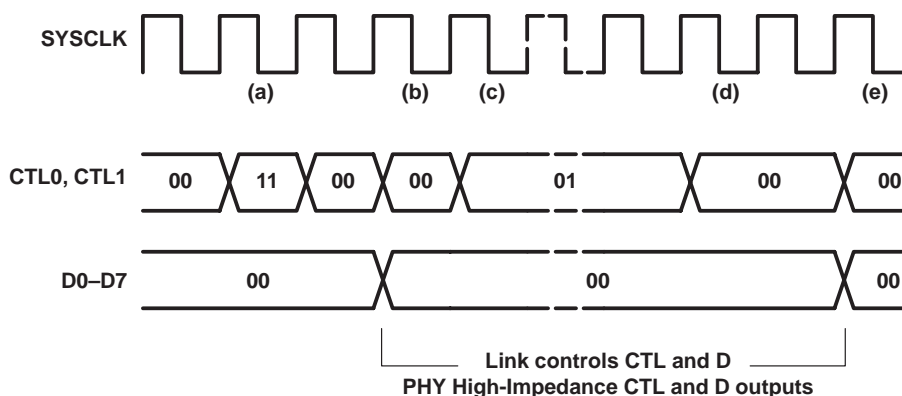 SYSCLK
(a) (b) (c) (d) (e)
CTL0, CTL1 00 11 00 00 01 00 00
D0–D7 00 00 00
Link controls CTL and D
PHY High-Impedance CTL and D outputs